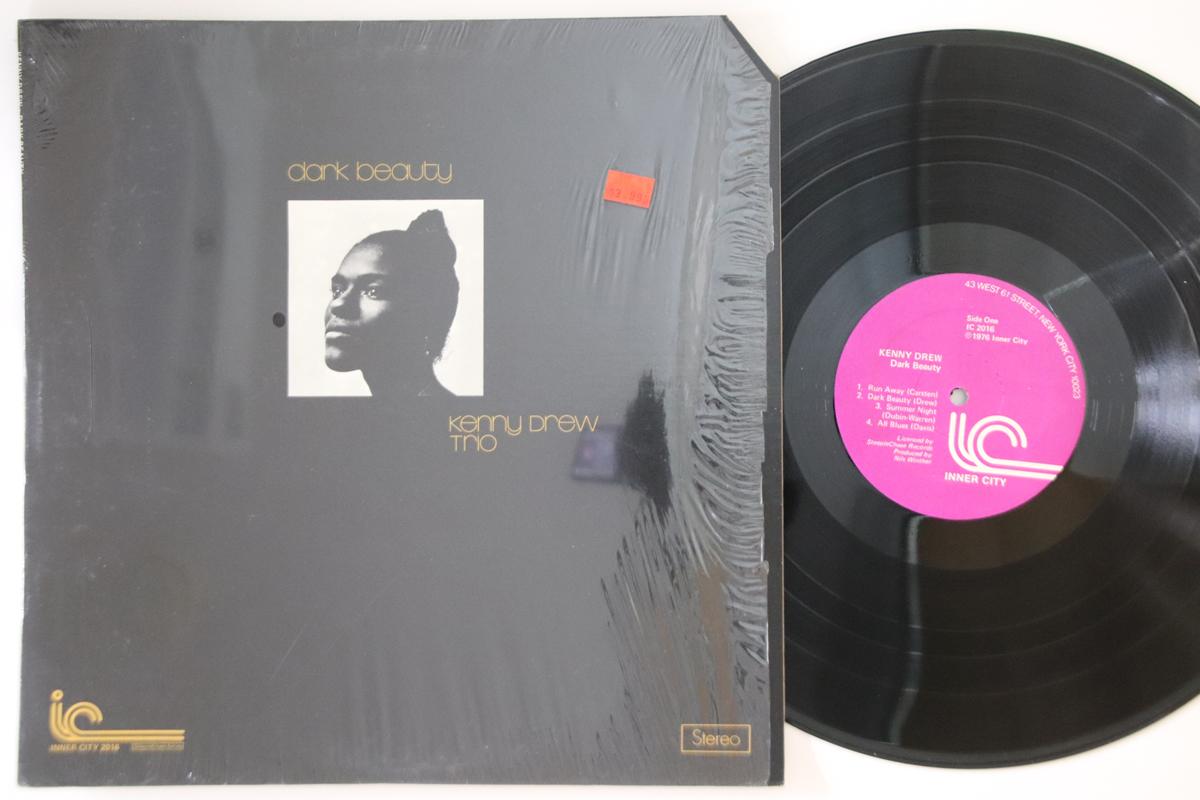 dark beauty
kenny drew
trio
INNER CITY 2016
Stereo
43 WEST 61 STREET, NEW YORK CITY 10023
Side One
IC 2016
℗1976 Inner City
KENNY DREW
Dark Beauty
1. Run Away (Carsten)
2. Dark Beauty (Drew)
3. Summer Night
(Dubin-Warren)
4. All Blues (Davis)
Licensed by
SteepleChase Records
Produced by
Nils Winther
ic
INNER CITY